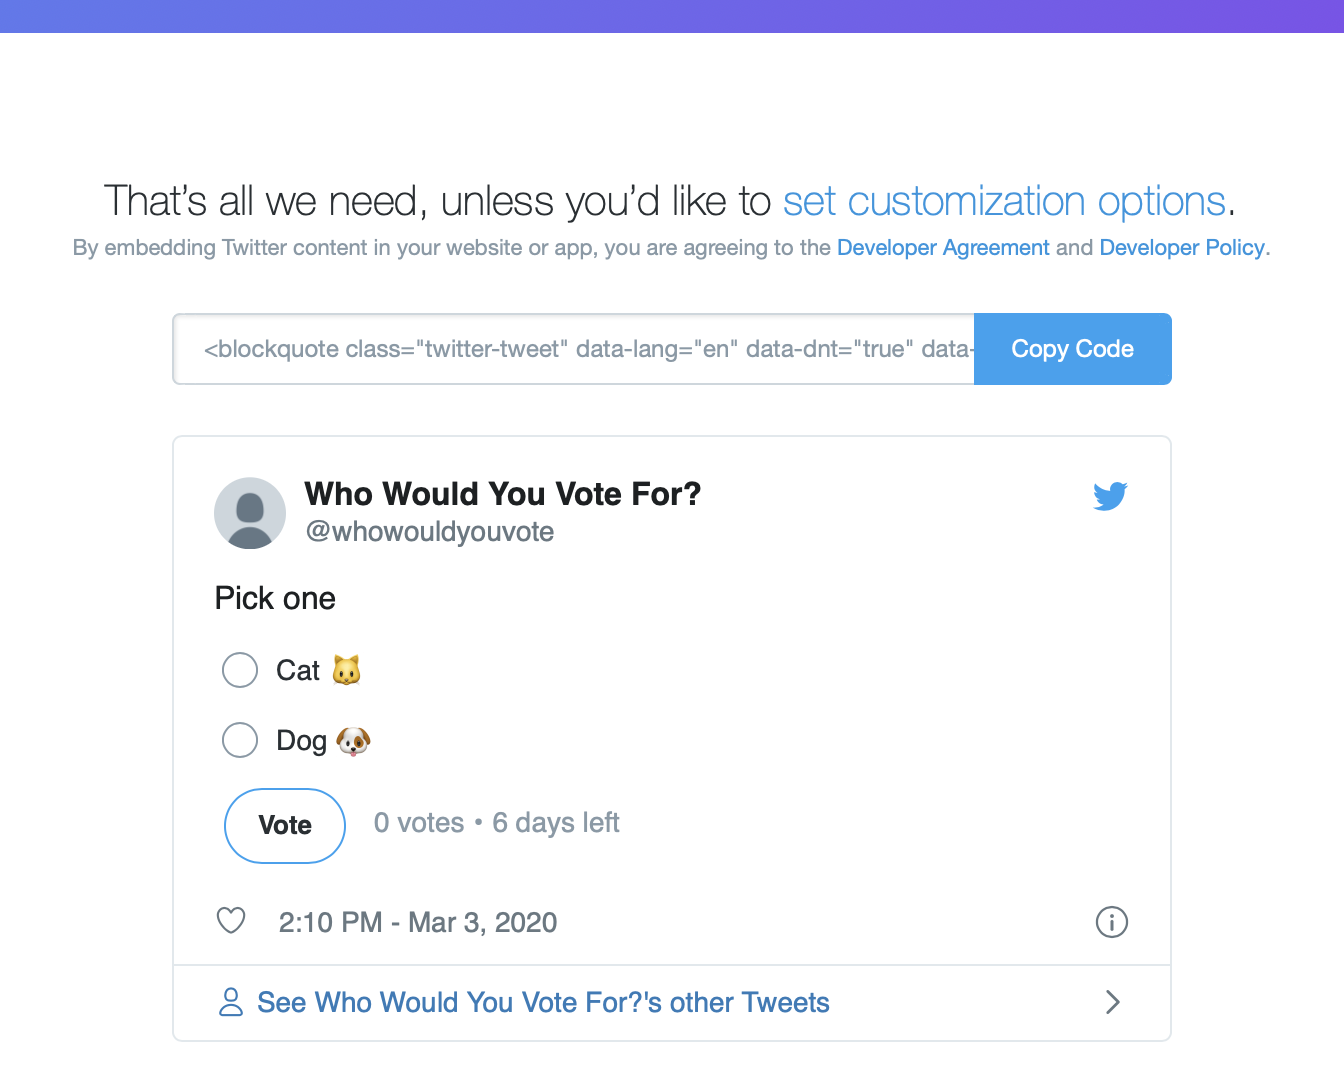 That’s all we need, unless you’d like to set customization options.
By embedding Twitter content in your website or app, you are agreeing to the Developer Agreement and Developer Policy.
<blockquote class="twitter-tweet" data-lang="en" data-dnt="true" data-
Copy Code
Who Would You Vote For?
@whowouldyouvote
Pick one
Cat 🐱
Dog 🐶
Vote
0 votes • 6 days left
2:10 PM - Mar 3, 2020
See Who Would You Vote For?'s other Tweets